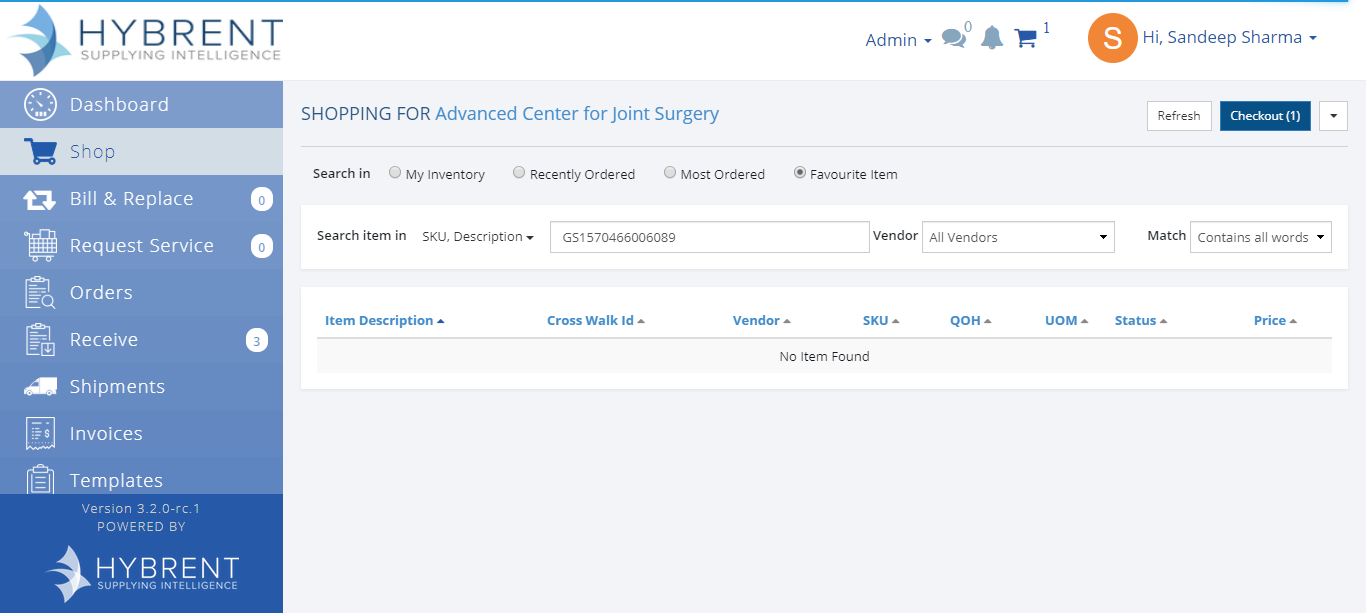 HYBRENT
SUPPLYING INTELLIGENCE
Admin 0 1 S Hi, Sandeep Sharma
Dashboard
Shop
Bill & Replace 0
Request Service 0
Orders
Receive 3
Shipments
Invoices
Templates
Version 3.2.0-rc.1
POWERED BY
HYBRENT
SUPPLYING INTELLIGENCE
SHOPPING FOR Advanced Center for Joint Surgery Refresh Checkout (1)
Search in My Inventory Recently Ordered Most Ordered Favourite Item
Search item in SKU, Description GS1570466006089 Vendor All Vendors Match Contains all words
Item Description Cross Walk Id Vendor SKU QOH UOM Status Price
No Item Found